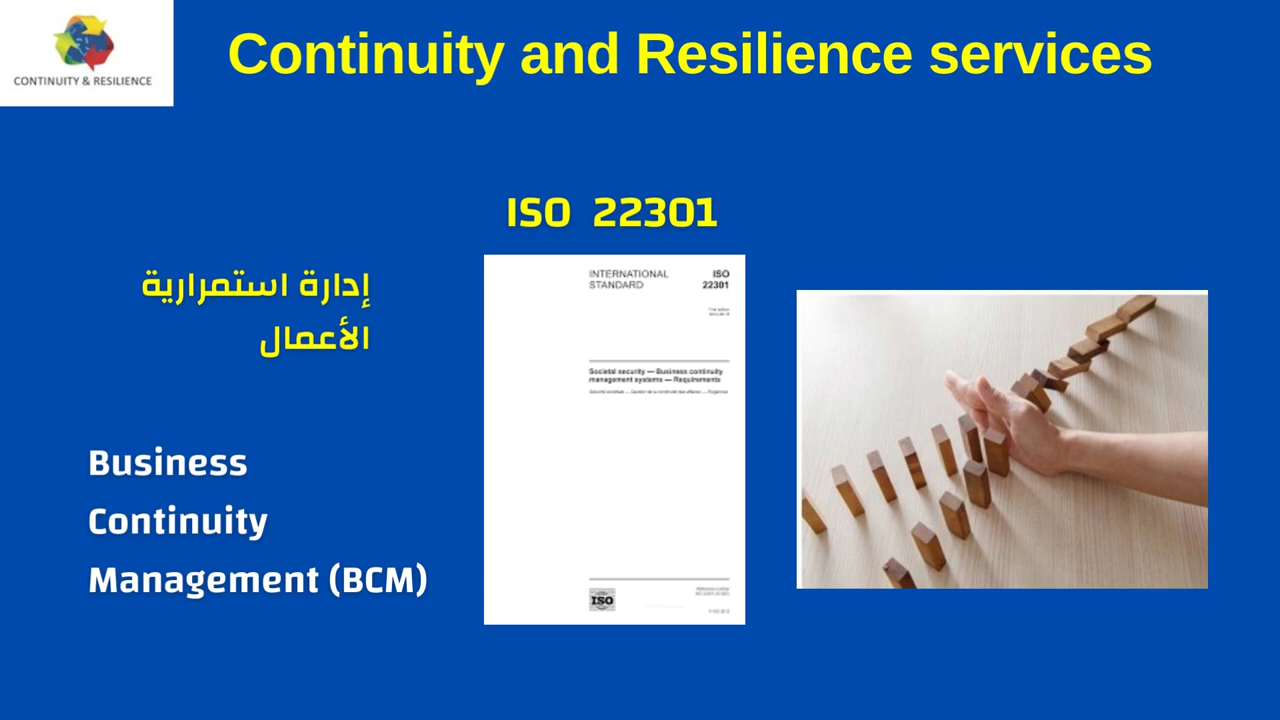 CONTINUITY & RESILIENCE
Continuity and Resilience services
ISO 22301
إدارة استمرارية
الأعمال
Business
Continuity
Management (BCM)
INTERNATIONAL
STANDARD
ISO
22301
Societal security — Business continuity
management systems — Requirements
ISO